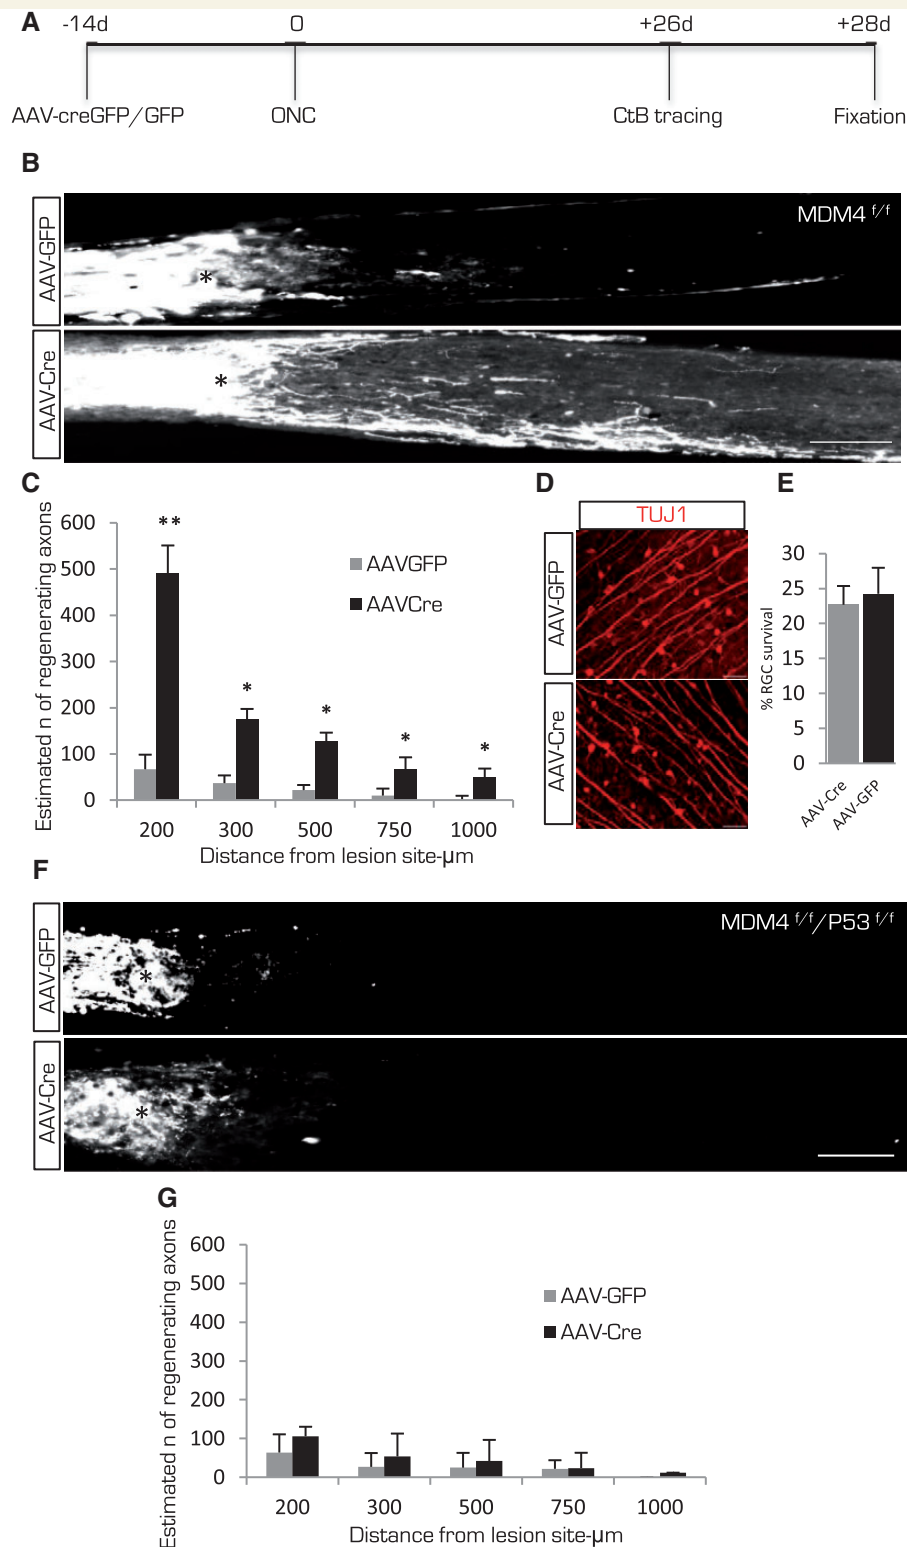 A
-14d 0 +26d +28d
AAV-creGFP/GFP ONC CtB tracing Fixation
B
AAV-GFP
MDM4 f/f
*
AAV-Cre
*
C
Estimated n of regenerating axons
600
500
400
300
200
100
0
** * * * *
AAVGFP
AAVCre
200 300 500 750 1000
Distance from lesion site-µm
D
TUJ1
AAV-GFP
AAV-Cre
E
% RGC survival
30
25
20
15
10
5
0
AAV-Cre
AAV-GFP
F
AAV-GFP
MDM4 f/f/P53 f/f
*
AAV-Cre
*
G
Estimated n of regenerating axons
600
500
400
300
200
100
0
AAV-GFP
AAV-Cre
200 300 500 750 1000
Distance from lesion site-µm